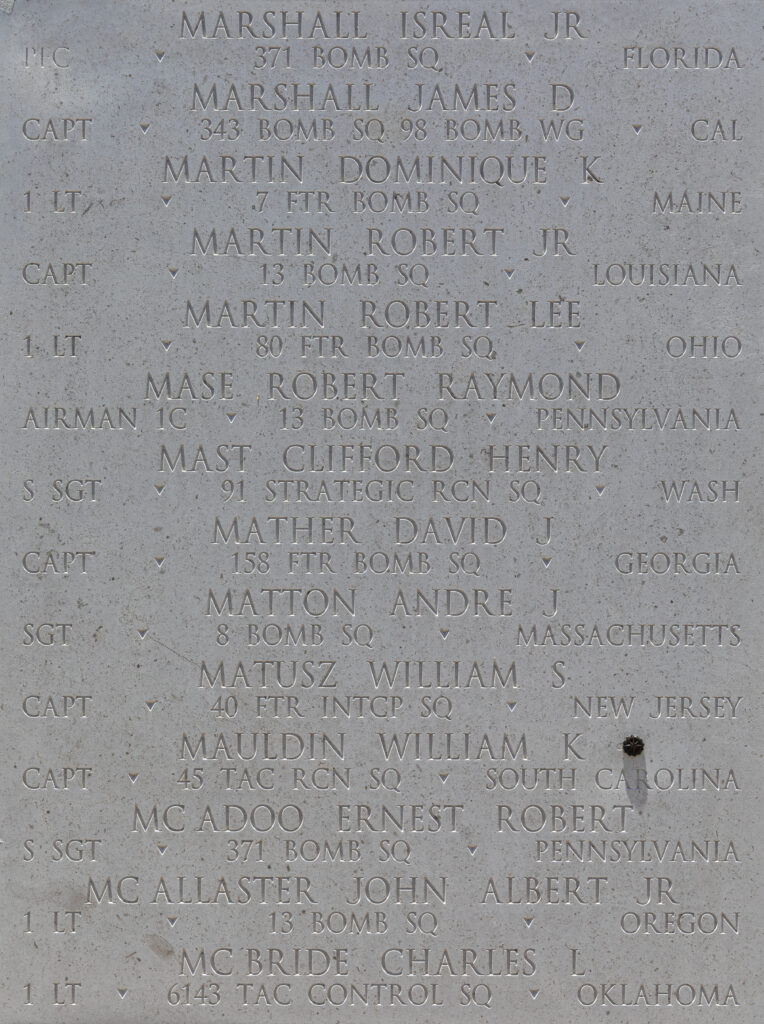 MARSHALL ISREAL JR
PFC 371 BOMB SQ FLORIDA
MARSHALL JAMES D
CAPT 343 BOMB SQ 98 BOMB WG CAL
MARTIN DOMINIQUE K
1 LT 7 FTR BOMB SQ MAINE
MARTIN ROBERT JR
CAPT 13 BOMB SQ LOUISIANA
MARTIN ROBERT LEE
1 LT 80 FTR BOMB SQ OHIO
MASE ROBERT RAYMOND
AIRMAN 1C 13 BOMB SQ PENNSYLVANIA
MAST CLIFFORD HENRY
S SGT 91 STRATEGIC RCN SQ WASH
MATHER DAVID J
CAPT 158 FTR BOMB SQ GEORGIA
MATTON ANDRE J
SGT 8 BOMB SQ MASSACHUSETTS
MATUSZ WILLIAM S
CAPT 40 FTR INTCP SQ NEW JERSEY
MAULDIN WILLIAM K
CAPT 45 TAC RCN SQ SOUTH CAROLINA
MC ADOO ERNEST ROBERT
S SGT 371 BOMB SQ PENNSYLVANIA
MC ALLASTER JOHN ALBERT JR
1 LT 13 BOMB SQ OREGON
MC BRIDE CHARLES L
1 LT 6143 TAC CONTROL SQ OKLAHOMA